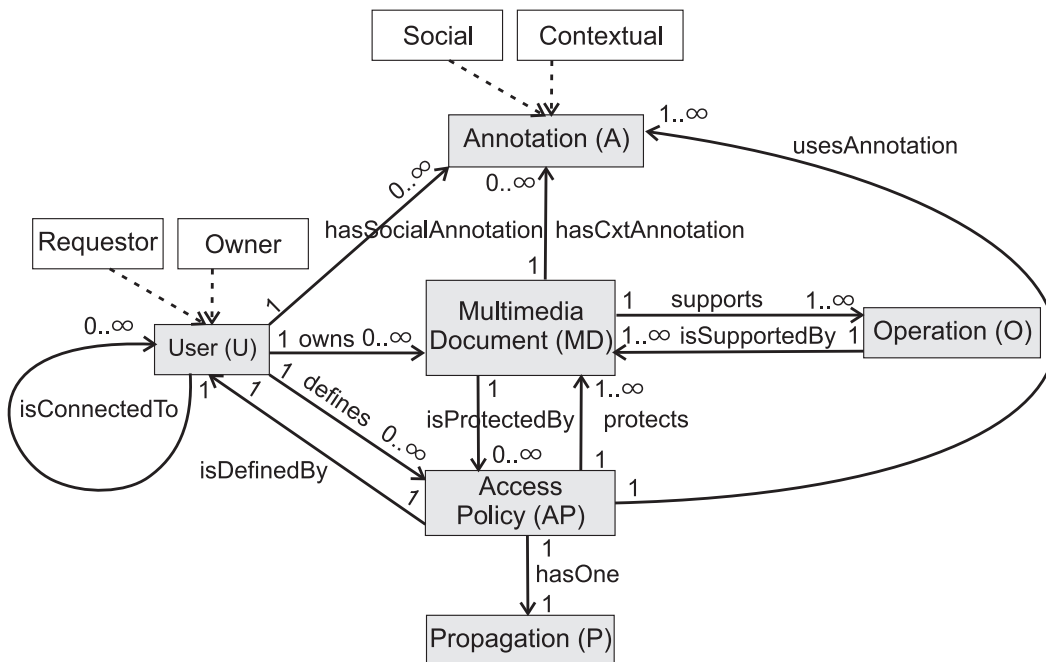 Social
Contextual
1..∞
Annotation (A)
usesAnnotation
0..∞
0..∞
Requestor
Owner
hasSocialAnnotation
hasCxtAnnotation
1
1
0..∞
User (U)
1 owns 0..∞
Multimedia
Document (MD)
1
supports
1..∞
1..∞
isSupportedBy
1
Operation (O)
isConnectedTo
1
1
1
defines
0..∞
1
isProtectedBy
0..∞
1..∞
protects
1
isDefinedBy
1
Access
Policy (AP)
1
1
hasOne
1
Propagation (P)